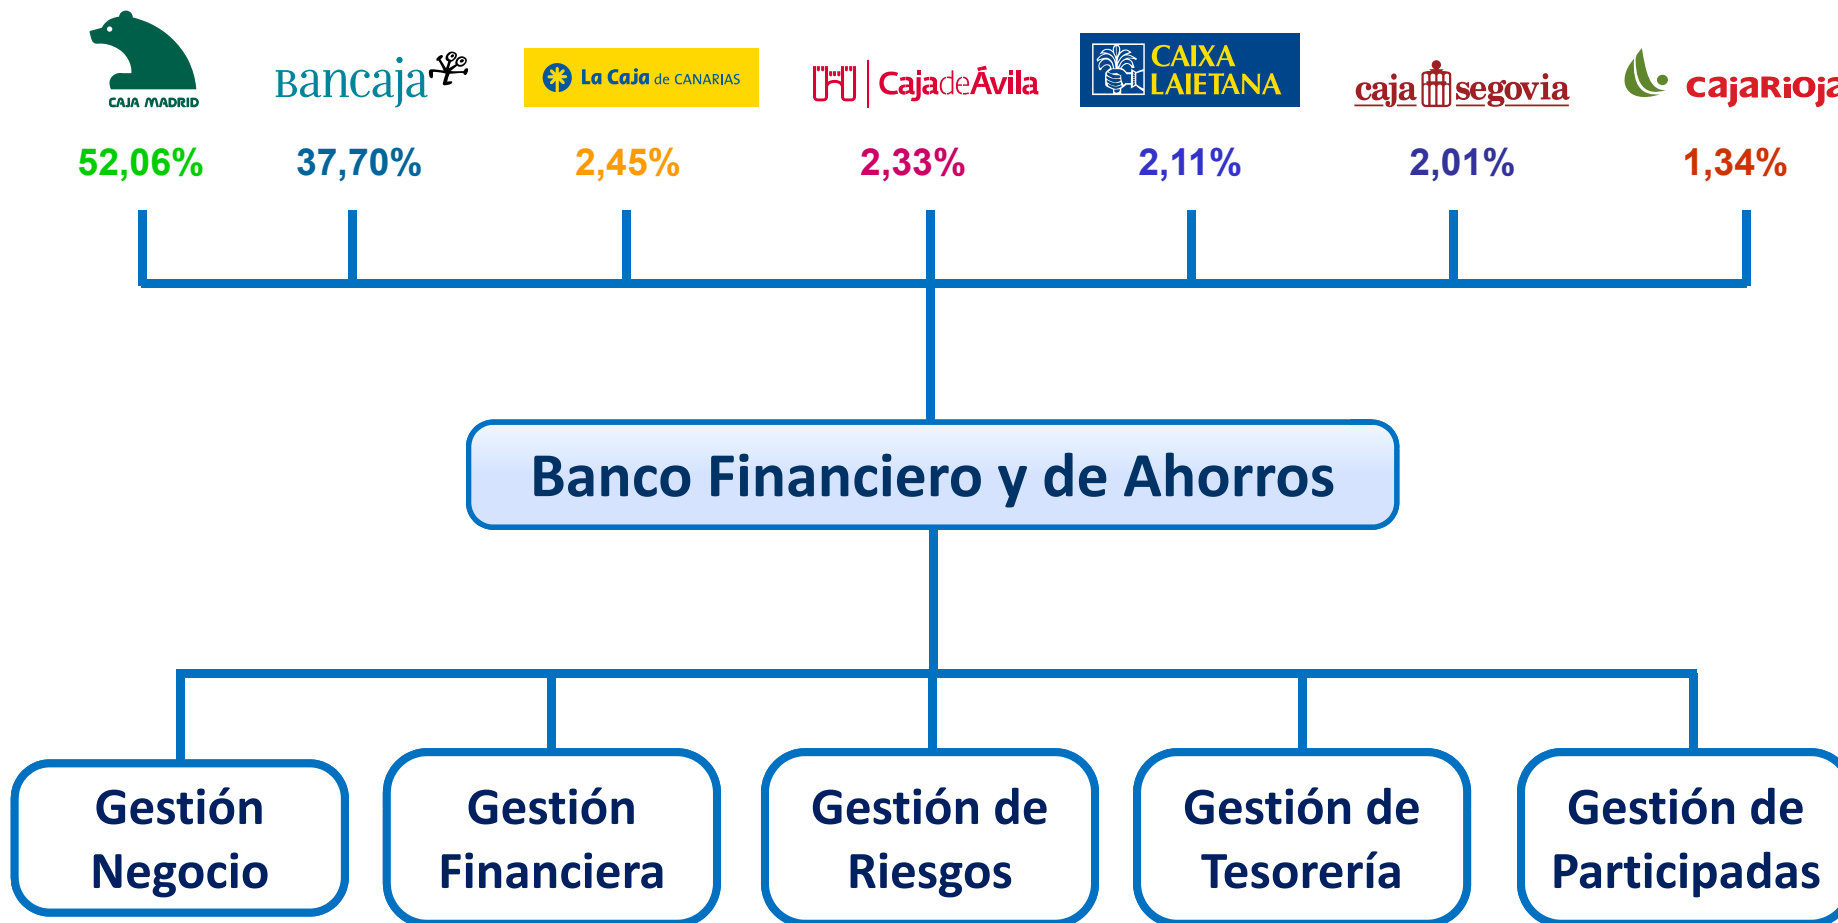 CAJA MADRID
Bancaja
La Caja de CANARIAS
CajadeÁvila
CAIXA
LAIETANA
caja segovia
cajaRioja
52,06%
37,70%
2,45%
2,33%
2,11%
2,01%
1,34%
Banco Financiero y de Ahorros
Gestión
Negocio
Gestión
Financiera
Gestión de
Riesgos
Gestión de
Tesorería
Gestión de
Participadas